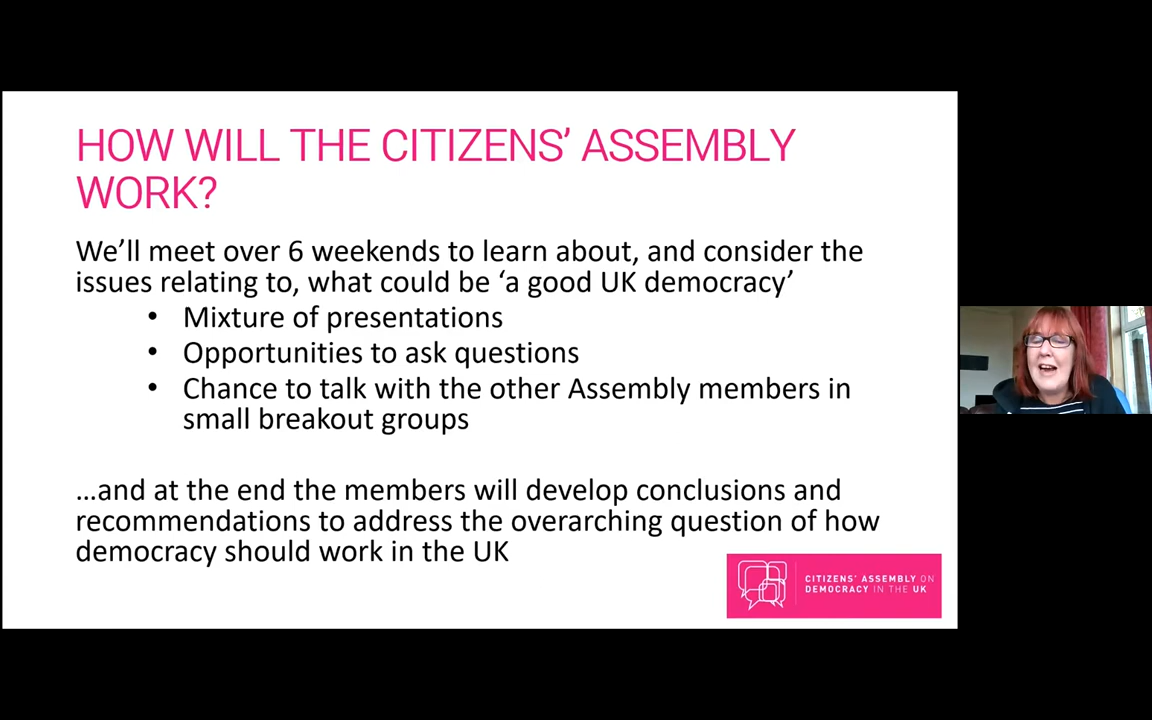 HOW WILL THE CITIZENS’ ASSEMBLY
WORK?
We’ll meet over 6 weekends to learn about, and consider the
issues relating to, what could be ‘a good UK democracy’
• Mixture of presentations
• Opportunities to ask questions
• Chance to talk with the other Assembly members in
small breakout groups
...and at the end the members will develop conclusions and
recommendations to address the overarching question of how
democracy should work in the UK
CITIZENS’ ASSEMBLY ON
DEMOCRACY IN THE UK